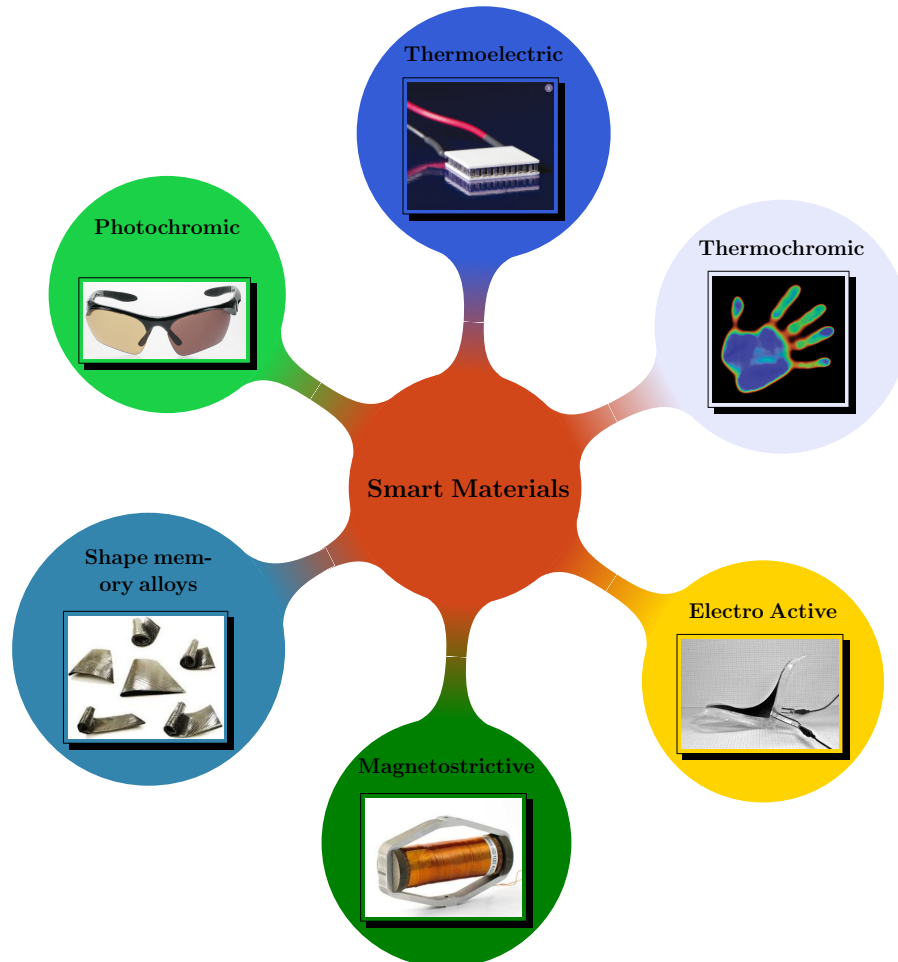 Thermoelectric
Photochromic
Thermochromic
Smart Materials
Shape mem-
ory alloys
Electro Active
Magnetostrictive